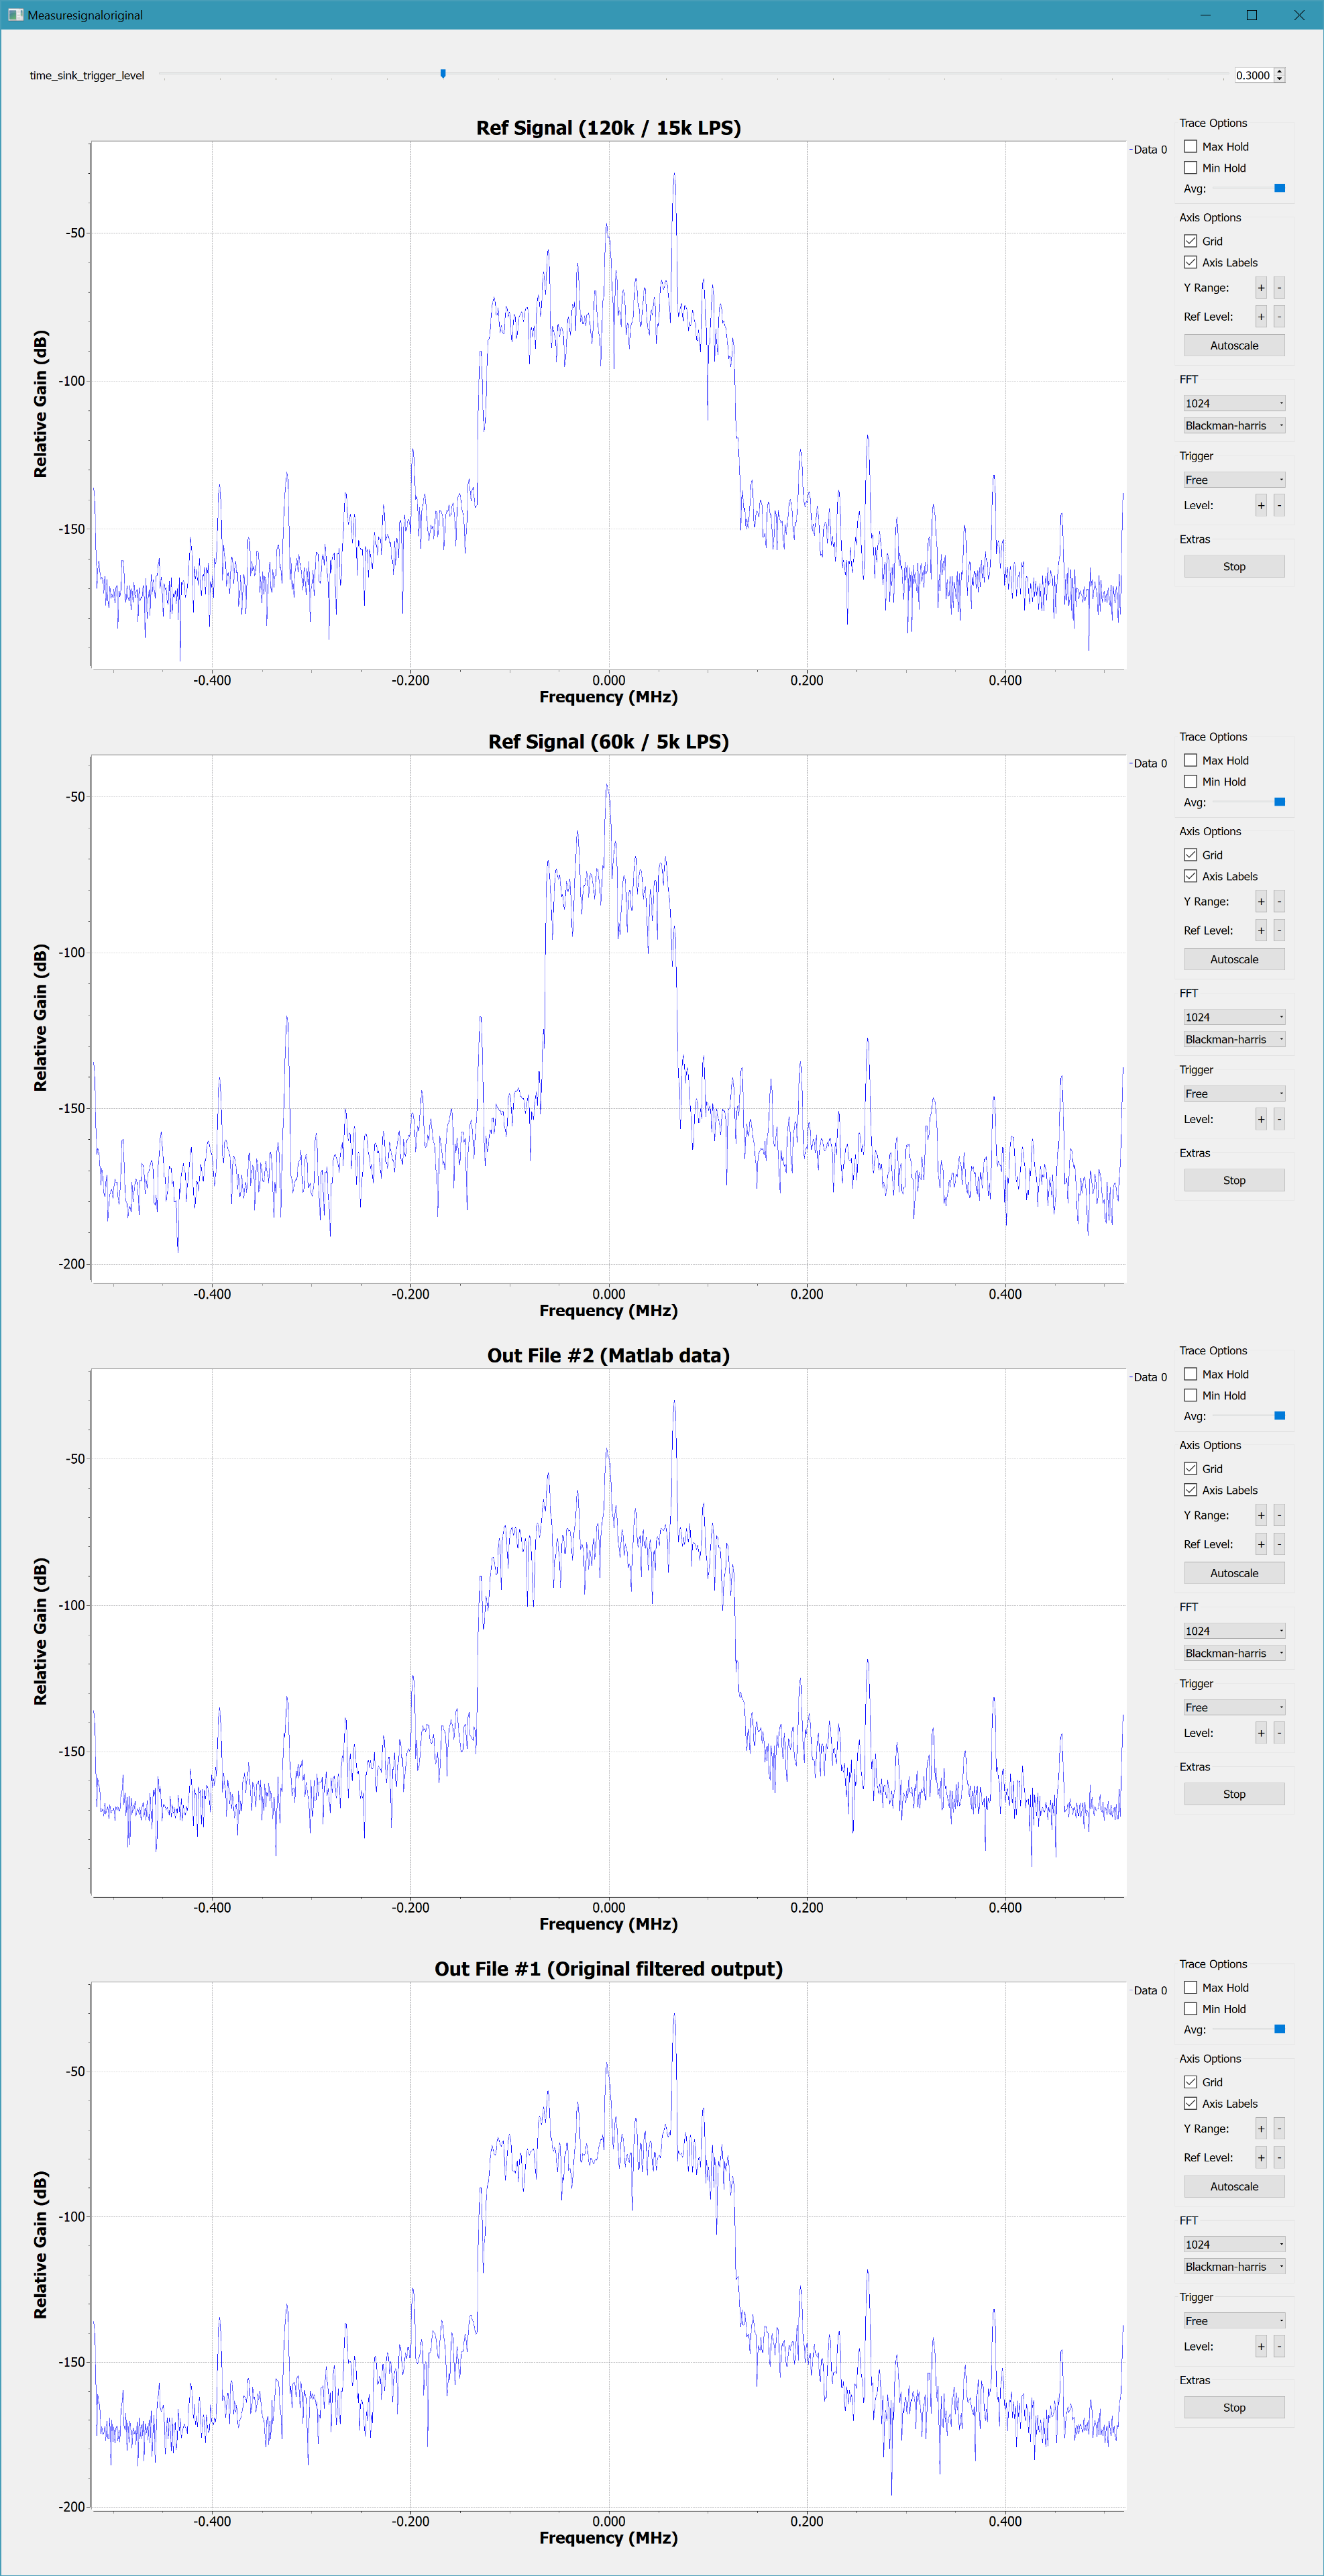 Measuresignaloriginal
time_sink_trigger_level 0.3000
Ref Signal (120k / 15k LPS)
Data 0
Relative Gain (dB)
-50
-100
-150
-0.400 -0.200 0.000 0.200 0.400
Frequency (MHz)
Trace Options
Max Hold
Min Hold
Avg:
Axis Options
Grid
Axis Labels
Y Range: + -
Ref Level: + -
Autoscale
FFT
1024
Blackman-harris
Trigger
Free
Level: + -
Extras
Stop
Ref Signal (60k / 5k LPS)
Data 0
Relative Gain (dB)
-50
-100
-150
-200
-0.400 -0.200 0.000 0.200 0.400
Frequency (MHz)
Trace Options
Max Hold
Min Hold
Avg:
Axis Options
Grid
Axis Labels
Y Range: + -
Ref Level: + -
Autoscale
FFT
1024
Blackman-harris
Trigger
Free
Level: + -
Extras
Stop
Out File #2 (Matlab data)
Data 0
Relative Gain (dB)
-50
-100
-150
-0.400 -0.200 0.000 0.200 0.400
Frequency (MHz)
Trace Options
Max Hold
Min Hold
Avg:
Axis Options
Grid
Axis Labels
Y Range: + -
Ref Level: + -
Autoscale
FFT
1024
Blackman-harris
Trigger
Free
Level: + -
Extras
Stop
Out File #1 (Original filtered output)
Data 0
Relative Gain (dB)
-50
-100
-150
-200
-0.400 -0.200 0.000 0.200 0.400
Frequency (MHz)
Trace Options
Max Hold
Min Hold
Avg:
Axis Options
Grid
Axis Labels
Y Range: + -
Ref Level: + -
Autoscale
FFT
1024
Blackman-harris
Trigger
Free
Level: + -
Extras
Stop